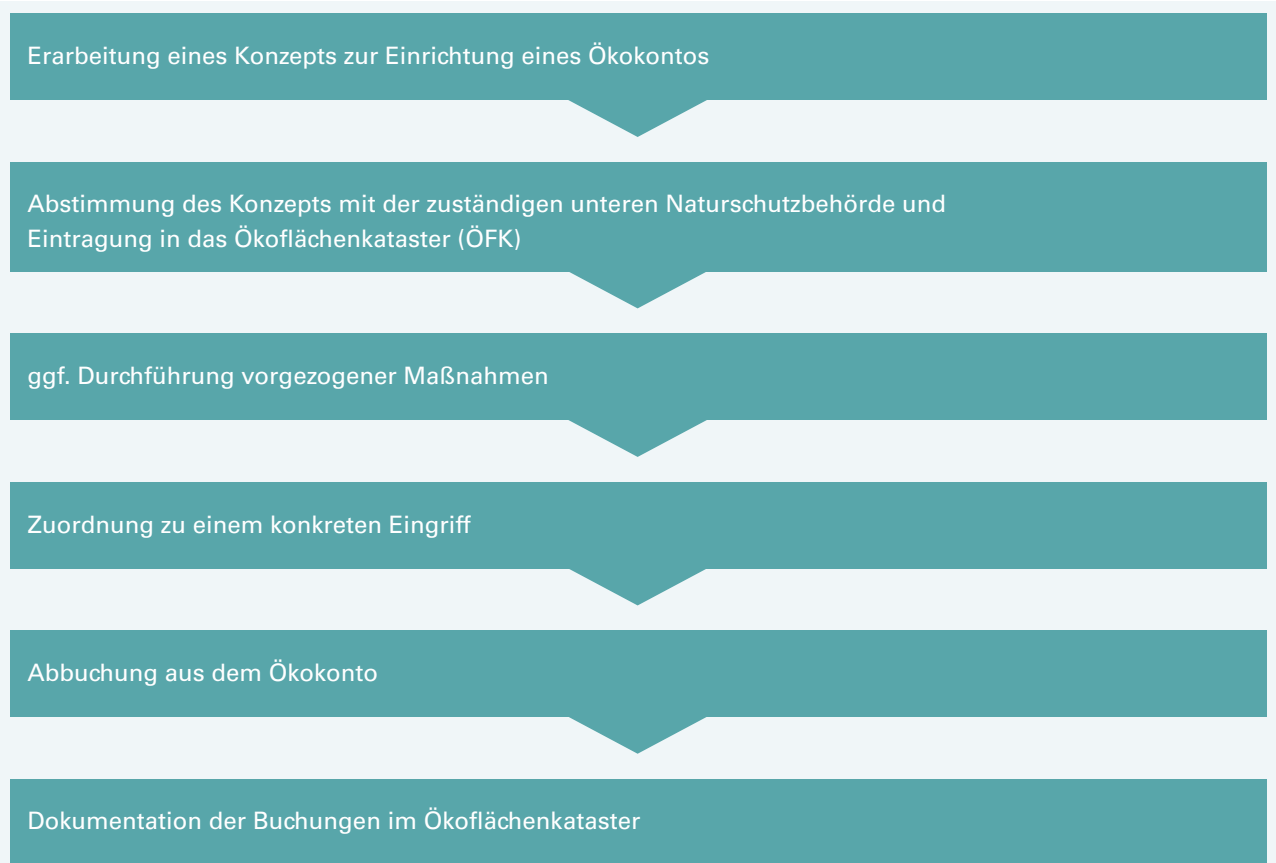 Erarbeitung eines Konzepts zur Einrichtung eines Ökokontos
Abstimmung des Konzepts mit der zuständigen unteren Naturschutzbehörde und
Eintragung in das Ökoflächenkataster (ÖFK)
ggf. Durchführung vorgezogener Maßnahmen
Zuordnung zu einem konkreten Eingriff
Abbuchung aus dem Ökokonto
Dokumentation der Buchungen im Ökoflächenkataster